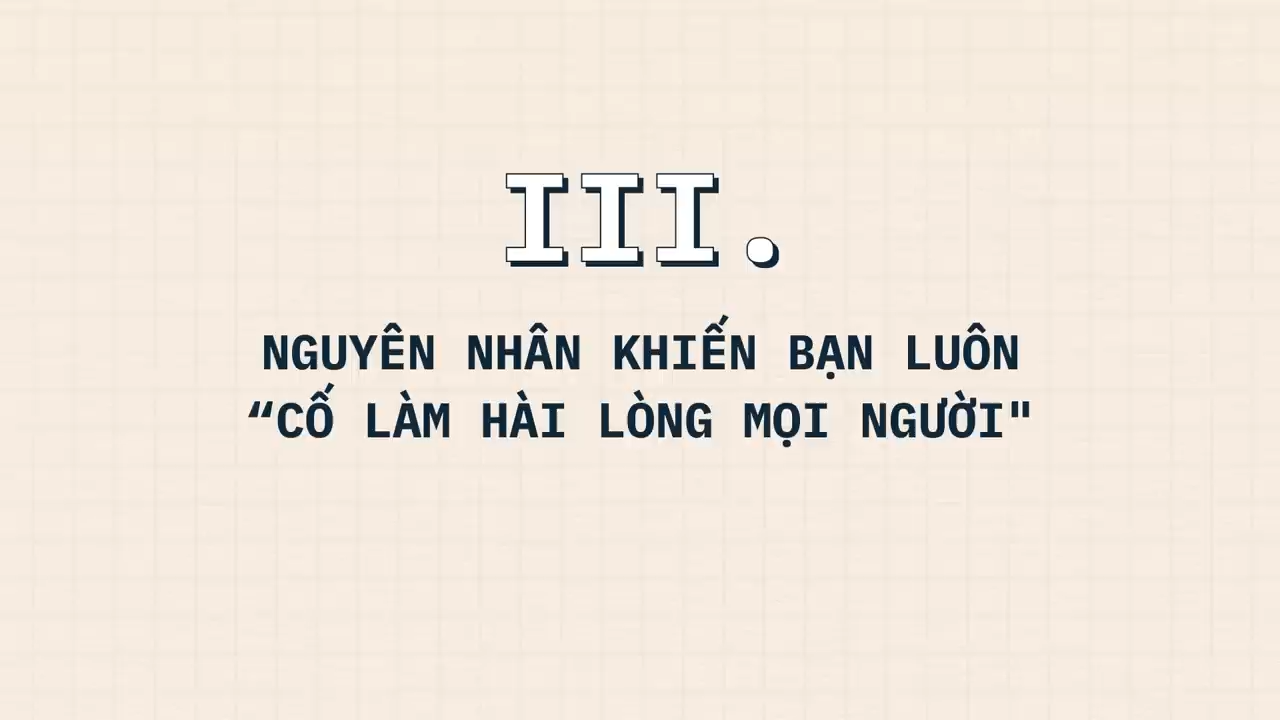 III.
NGUYÊN NHÂN KHIẾN BẠN LUÔN
“CỐ LÀM HÀI LÒNG MỌI NGƯỜI"